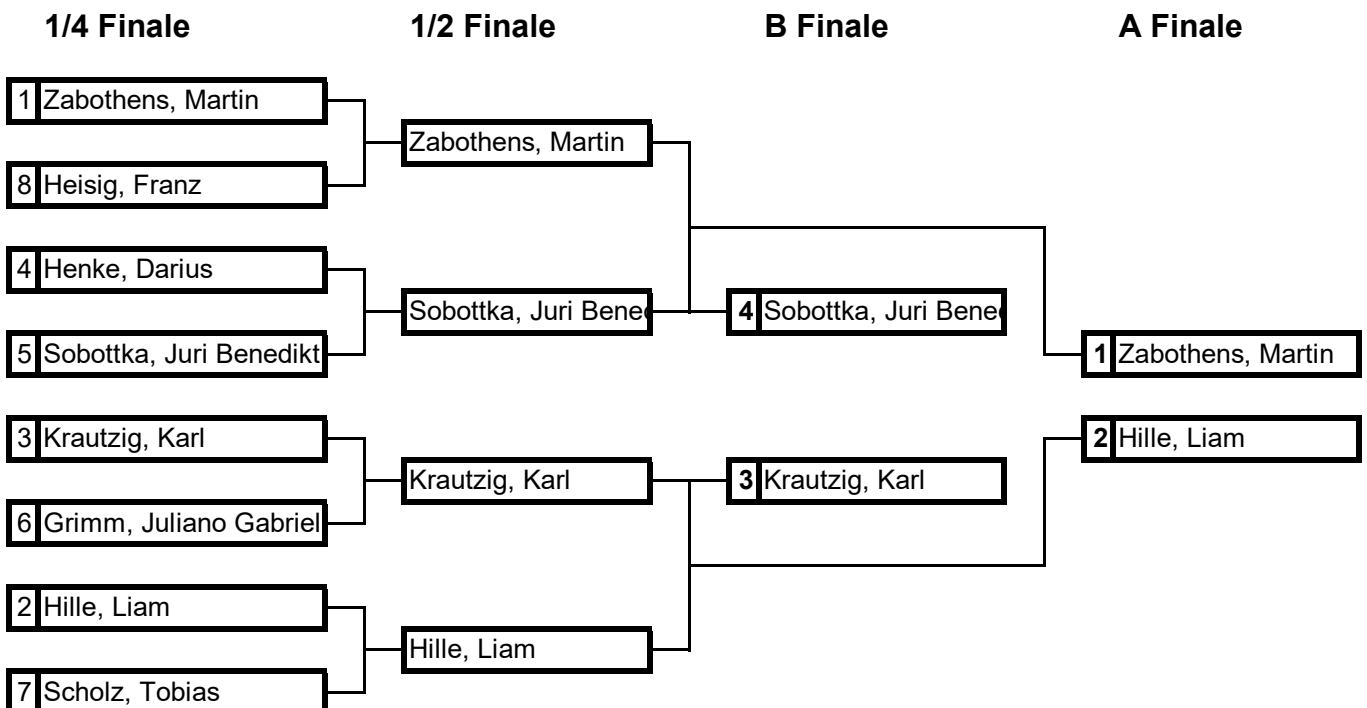 1/4 Finale 1/2 Finale B Finale A Finale
1 Zabothens, Martin
Zabothens, Martin
8 Heisig, Franz
4 Henke, Darius
Sobottka, Juri Bene
4 Sobottka, Juri Bene
5 Sobottka, Juri Benedikt
1 Zabothens, Martin
3 Krautzig, Karl
2 Hille, Liam
Krautzig, Karl
3 Krautzig, Karl
6 Grimm, Juliano Gabriel
2 Hille, Liam
Hille, Liam
7 Scholz, Tobias